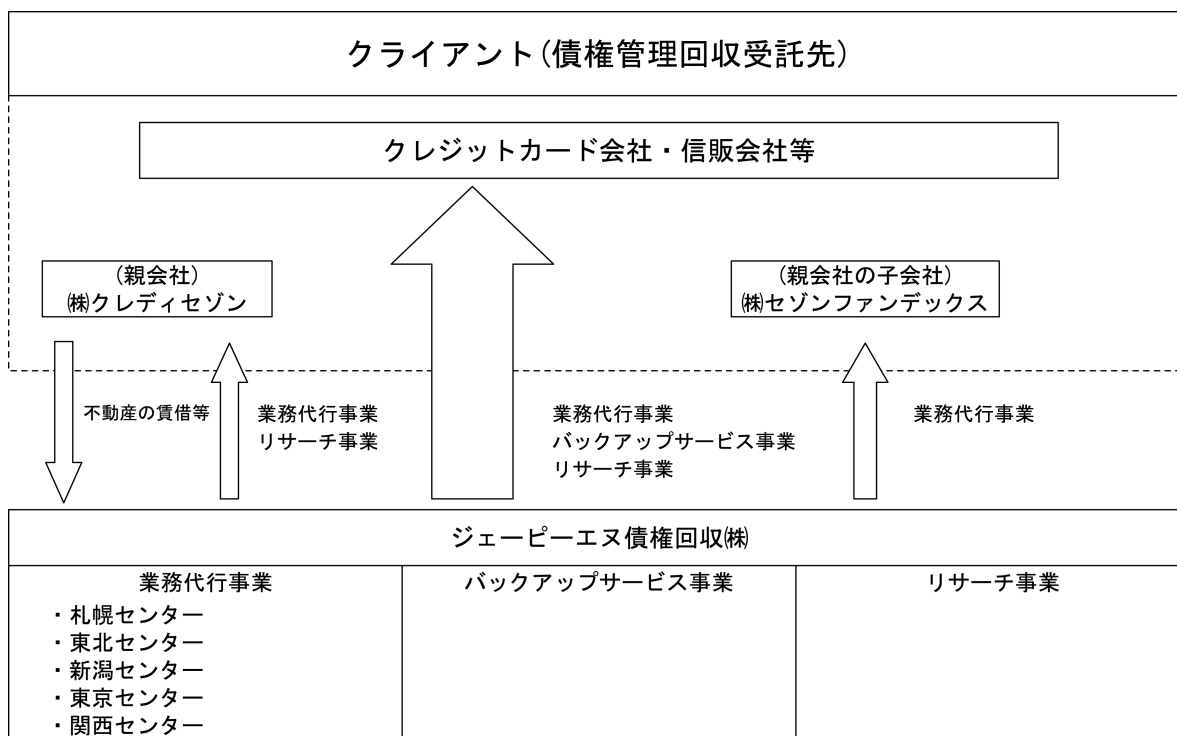 クライアント(債権管理回収受託先)
クレジットカード会社・信販会社等
(親会社)
㈱クレディセゾン
(親会社の子会社)
㈱セゾンファンデックス
不動産の賃借等
業務代行事業
リサーチ事業
業務代行事業
バックアップサービス事業
リサーチ事業
業務代行事業
ジェーピーエヌ債権回収㈱
業務代行事業
・札幌センター
・東北センター
・新潟センター
・東京センター
・関西センター
バックアップサービス事業
リサーチ事業